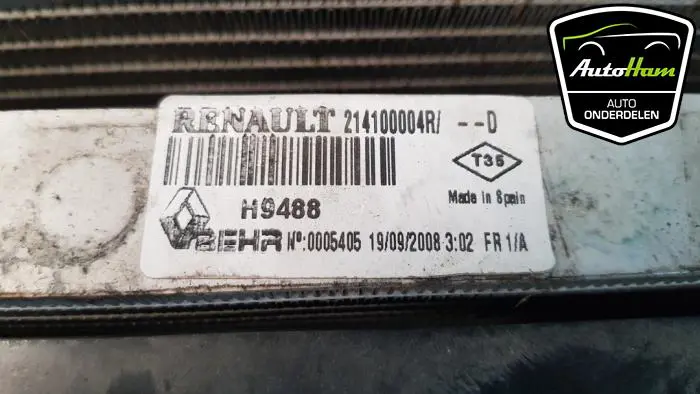 AutoHam
AUTO
ONDERDELEN
RENAULT 214100004R/ --D
T35
Made in Spain
H9488
BEHR Nº:0005405 19/09/2008 3:02 FR 1/A